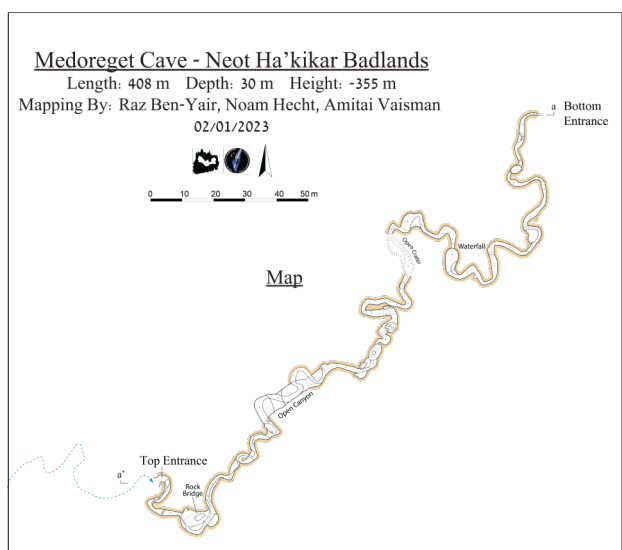 Medoreget Cave - Neot Ha'kikar Badlands
Length: 408 m Depth: 30 m Height: -355 m
Mapping By: Raz Ben-Yair, Noam Hecht, Amitai Vaisman
02/01/2023
0 10 20 30 40 50 m
a
Bottom
Entrance
Open Crater
Waterfall
Map
Open Canyon
Top Entrance
a'
Rock
Bridge